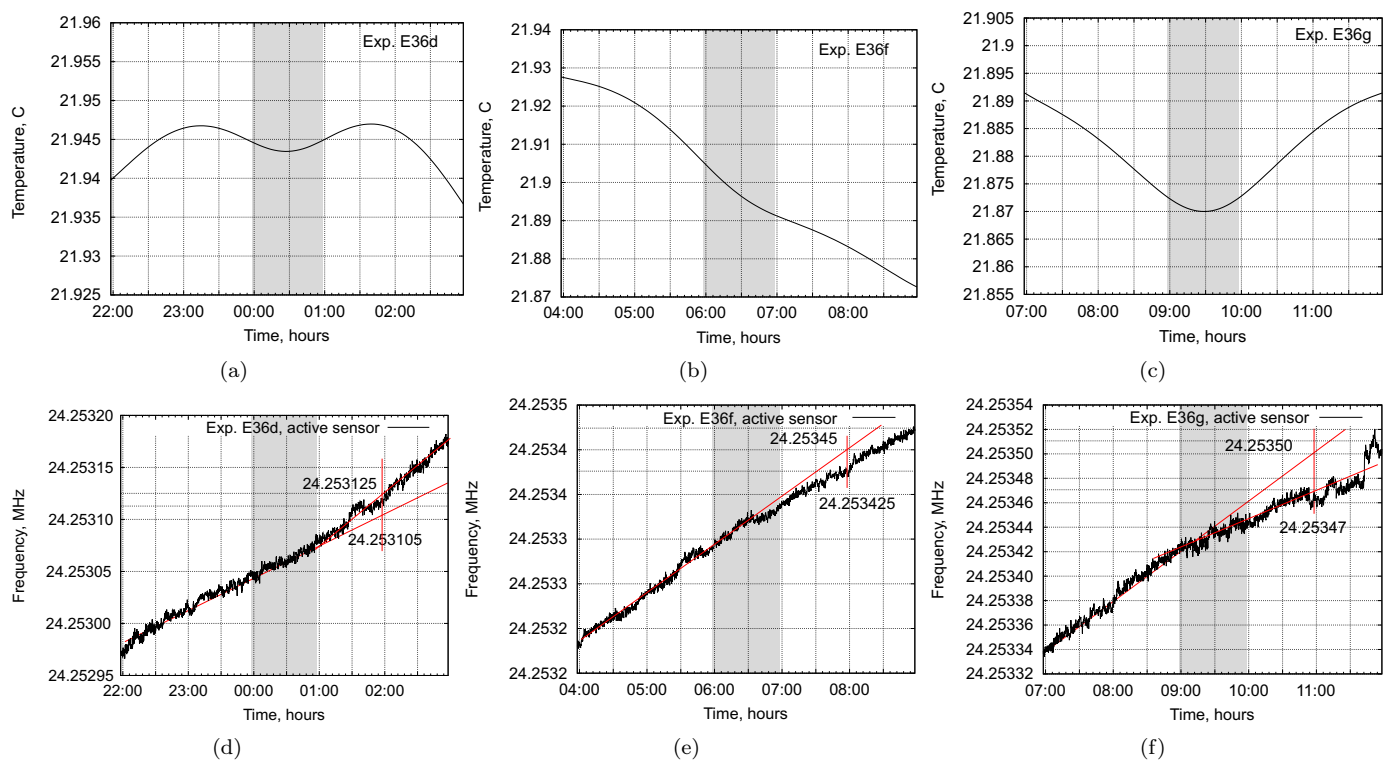 Exp. E36d
21.96
21.955
21.95
21.945
21.94
21.935
21.93
21.925
Temperature, C
22:00 23:00 00:00 01:00 02:00
Time, hours
(a)
Exp. E36f
21.94
21.93
21.92
21.91
21.9
21.89
21.88
21.87
Temperature, C
04:00 05:00 06:00 07:00 08:00
Time, hours
(b)
Exp. E36g
21.905
21.9
21.895
21.89
21.885
21.88
21.875
21.87
21.865
21.86
21.855
Temperature, C
07:00 08:00 09:00 10:00 11:00
Time, hours
(c)
Exp. E36d, active sensor
24.25320
24.25315
24.25310
24.25305
24.25300
24.25295
Frequency, MHz
24.253125
24.253105
22:00 23:00 00:00 01:00 02:00
Time, hours
(d)
Exp. E36f, active sensor
24.2535
24.2534
24.2534
24.2533
24.2533
24.2532
24.2532
Frequency, MHz
24.25345
24.253425
04:00 05:00 06:00 07:00 08:00
Time, hours
(e)
Exp. E36g, active sensor
24.25354
24.25352
24.25350
24.25348
24.25346
24.25344
24.25342
24.25340
24.25338
24.25336
24.25334
24.25332
Frequency, MHz
24.25350
24.25347
07:00 08:00 09:00 10:00 11:00
Time, hours
(f)